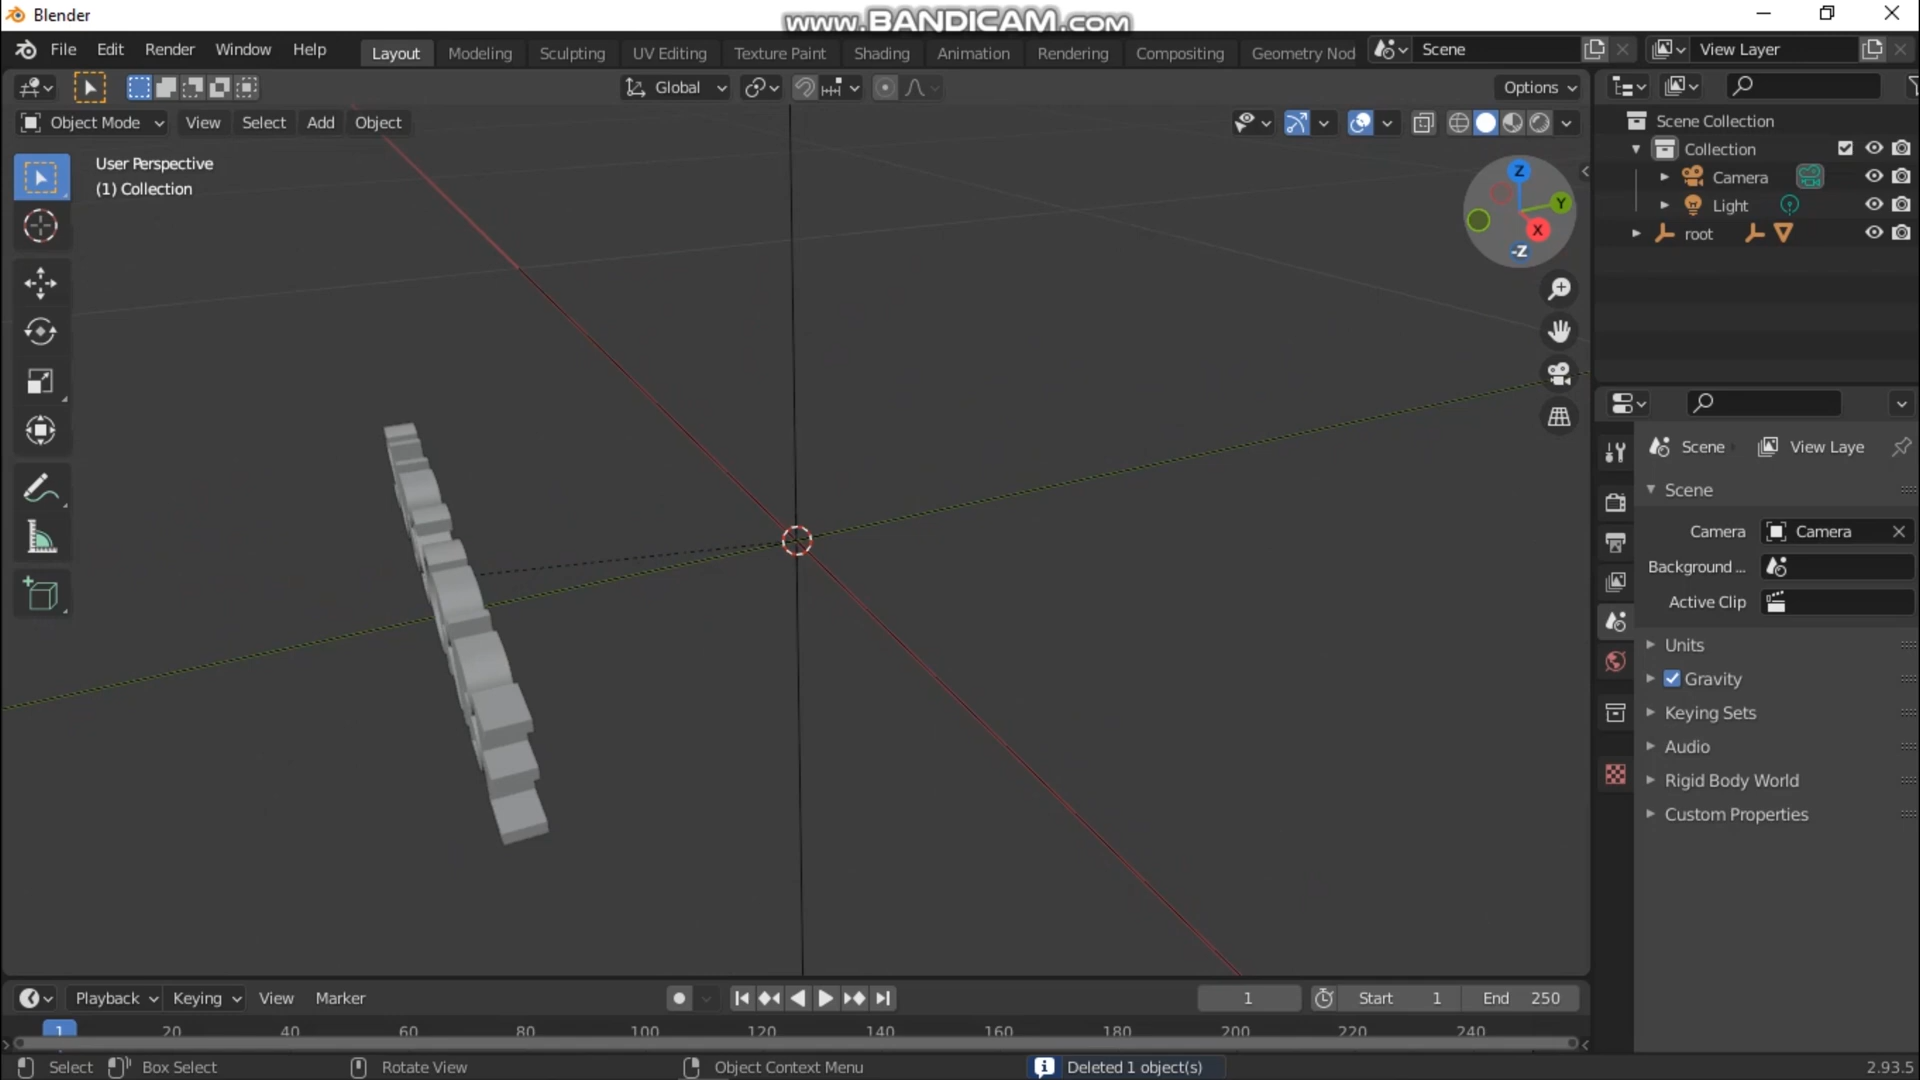 Blender
www.BANDICAM.com
File Edit Render Window Help
Layout Modeling Sculpting UV Editing Texture Paint Shading Animation Rendering Compositing Geometry Nod
Scene
View Layer
Global
Options
Object Mode View Select Add Object
User Perspective
(1) Collection
Z
Y
X
-Z
Scene Collection
Collection
Camera
Light
root
Scene View Laye
Scene
Camera Camera
Background ...
Active Clip
Units
Gravity
Keying Sets
Audio
Rigid Body World
Custom Properties
Playback Keying View Marker
1
Start 1
End 250
1 20 40 60 80 100 120 140 160 180 200 220 240
Select Box Select Rotate View Object Context Menu Deleted 1 object(s) 2.93.5